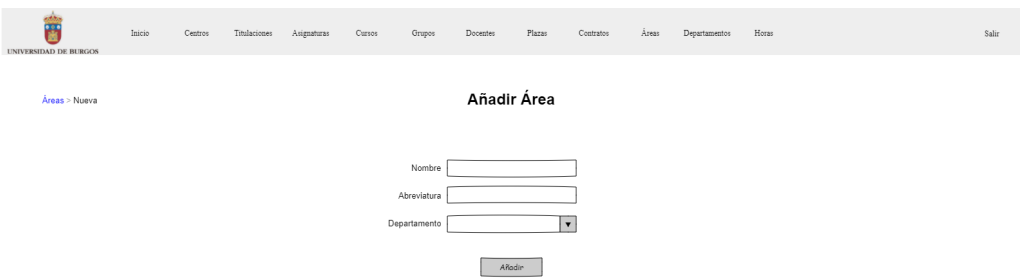 UNIVERSIDAD DE BURGOS
Inicio Centros Titulaciones Asignaturas Cursos Grupos Docentes Plazas Contratos Áreas Departamentos Horas Salir
Áreas > Nueva
Añadir Área
Nombre
Abreviatura
Departamento
Añadir